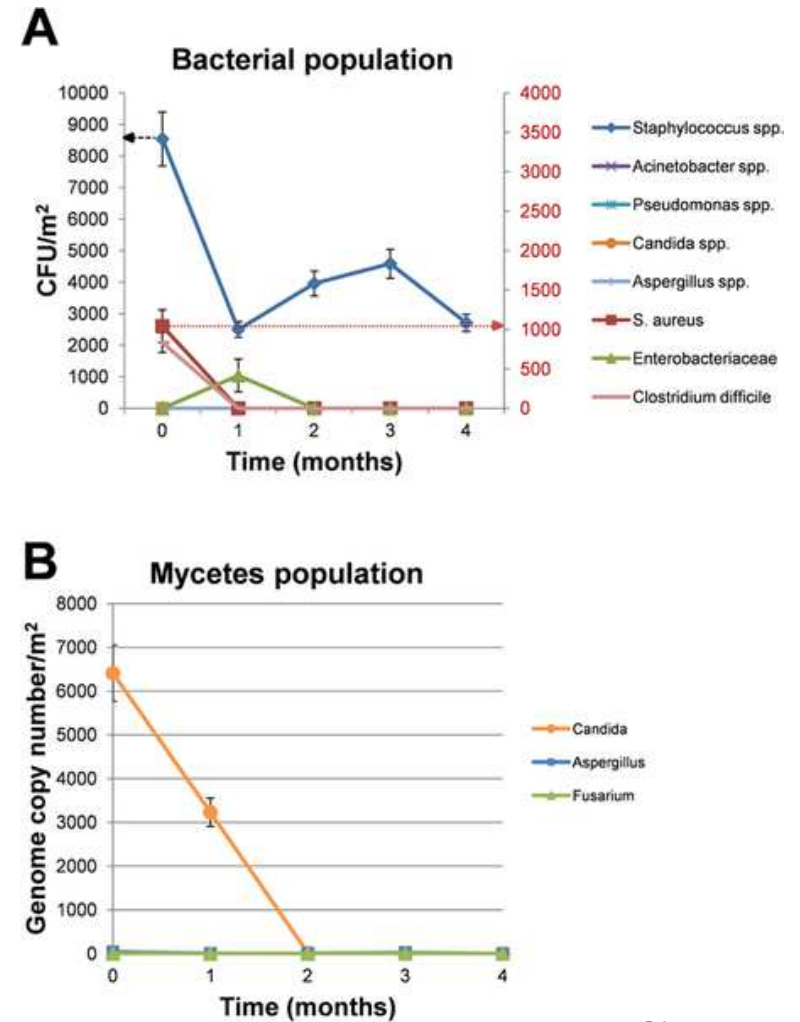 A
Bacterial population
10000
9000
8000
7000
6000
5000
4000
3000
2000
1000
0
CFU/m²
4000
3500
3000
2500
2000
1500
1000
500
0
0 1 2 3 4
Time (months)
Staphylococcus spp.
Acinetobacter spp.
Pseudomonas spp.
Candida spp.
Aspergillus spp.
S. aureus
Enterobacteriaceae
Clostridium difficile
B
Mycetes population
8000
7000
6000
5000
4000
3000
2000
1000
0
Genome copy number/m²
0 1 2 3 4
Time (months)
Candida
Aspergillus
Fusarium